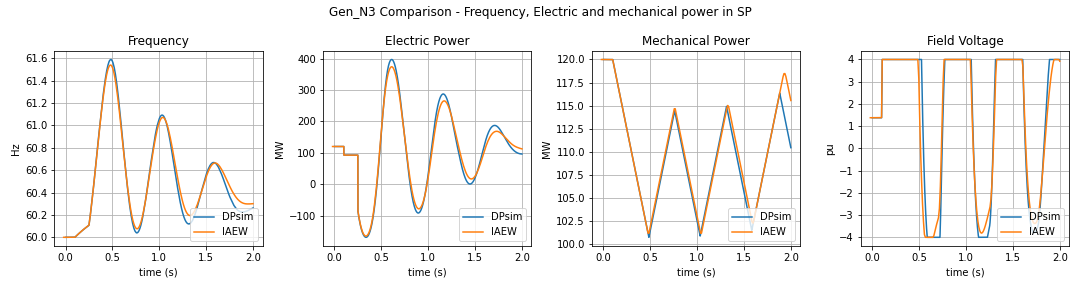 Gen_N3 Comparison - Frequency, Electric and mechanical power in SP
Frequency
Hz
61.6
61.4
61.2
61.0
60.8
60.6
60.4
60.2
60.0
0.0 0.5 1.0 1.5 2.0
time (s)
DPsim
IAEW
Electric Power
MW
400
300
200
100
0
−100
0.0 0.5 1.0 1.5 2.0
time (s)
DPsim
IAEW
Mechanical Power
MW
120.0
117.5
115.0
112.5
110.0
107.5
105.0
102.5
100.0
0.0 0.5 1.0 1.5 2.0
time (s)
DPsim
IAEW
Field Voltage
pu
4
3
2
1
0
−1
−2
−3
−4
0.0 0.5 1.0 1.5 2.0
time (s)
DPsim
IAEW